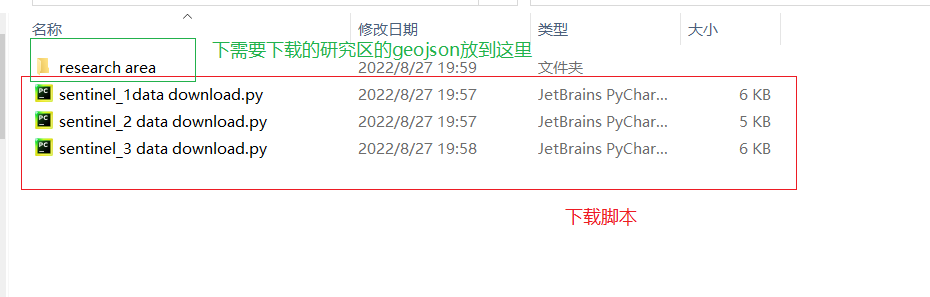 名称 修改日期 类型 大小
下需要下载的研究区的geojson放到这里
research area 2022/8/27 19:59 文件夹
sentinel_1data download.py 2022/8/27 19:57 JetBrains PyChar... 6 KB
sentinel_2 data download.py 2022/8/27 19:57 JetBrains PyChar... 5 KB
sentinel_3 data download.py 2022/8/27 19:58 JetBrains PyChar... 6 KB
下载脚本